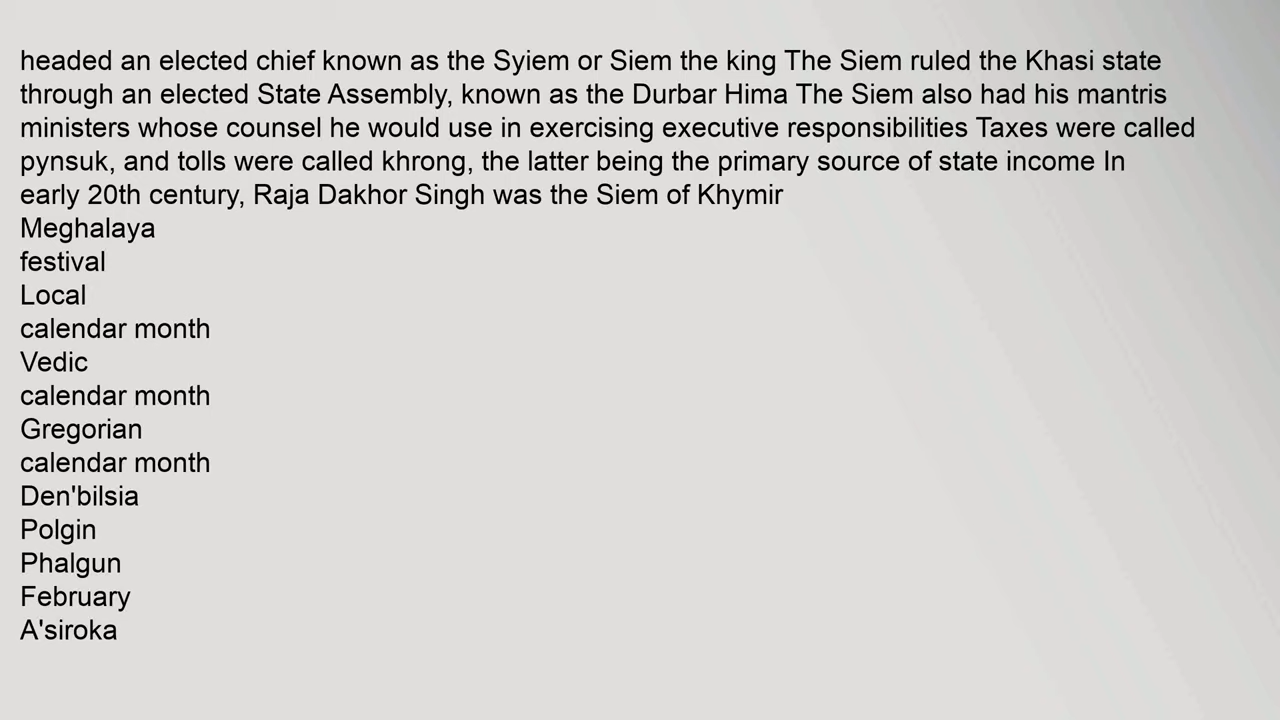 headed an elected chief known as the Syiem or Siem the king The Siem ruled the Khasi state
through an elected State Assembly, known as the Durbar Hima The Siem also had his mantris
ministers whose counsel he would use in exercising executive responsibilities Taxes were called
pynsuk, and tolls were called khrong, the latter being the primary source of state income In
early 20th century, Raja Dakhor Singh was the Siem of Khymir
Meghalaya
festival
Local
calendar month
Vedic
calendar month
Gregorian
calendar month
Den'bilsia
Polgin
Phalgun
February
A'siroka